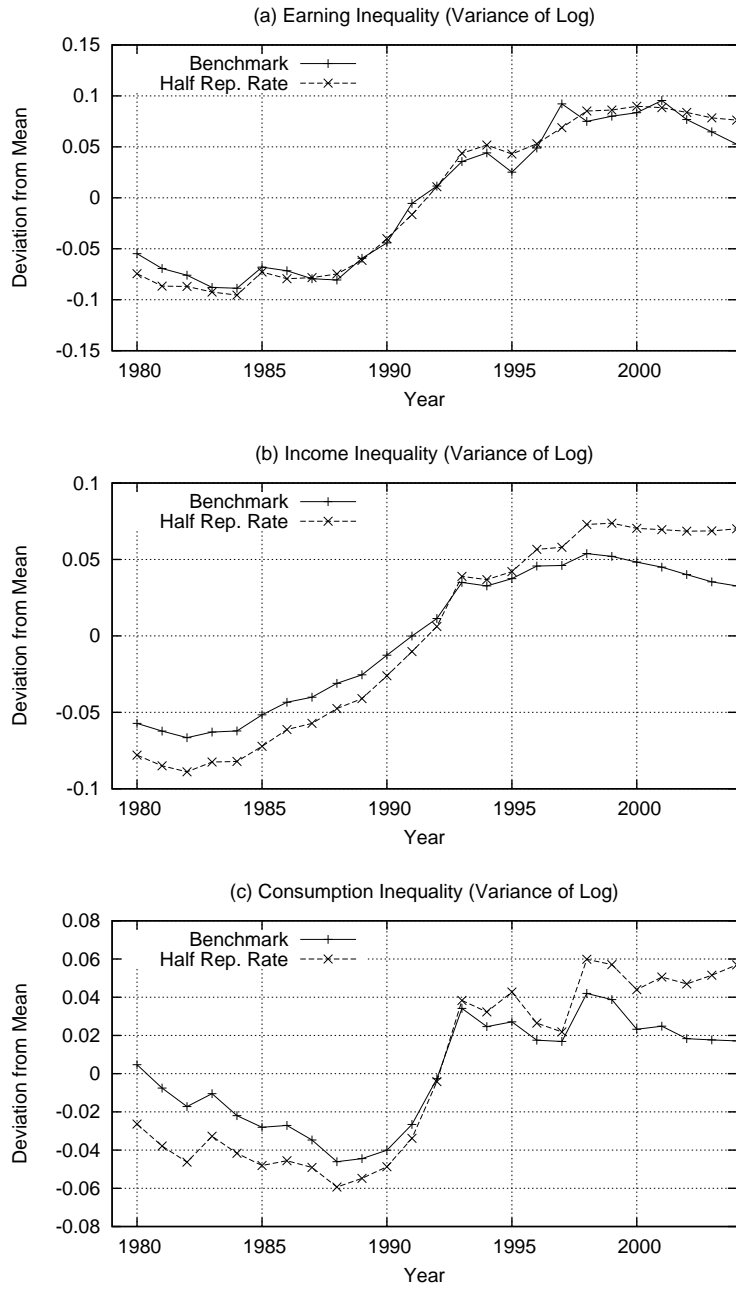 (a) Earning Inequality (Variance of Log)
0.15
Benchmark
0.1
Half Rep. Rate
0.05
0
-0.05
-0.1
-0.15
Deviation from Mean
1980 1985 1990 1995 2000
Year
(b) Income Inequality (Variance of Log)
0.1
Benchmark
Half Rep. Rate
0.05
0
-0.05
-0.1
Deviation from Mean
1980 1985 1990 1995 2000
Year
(c) Consumption Inequality (Variance of Log)
0.08
Benchmark
0.06
Half Rep. Rate
0.04
0.02
0
-0.02
-0.04
-0.06
-0.08
Deviation from Mean
1980 1985 1990 1995 2000
Year